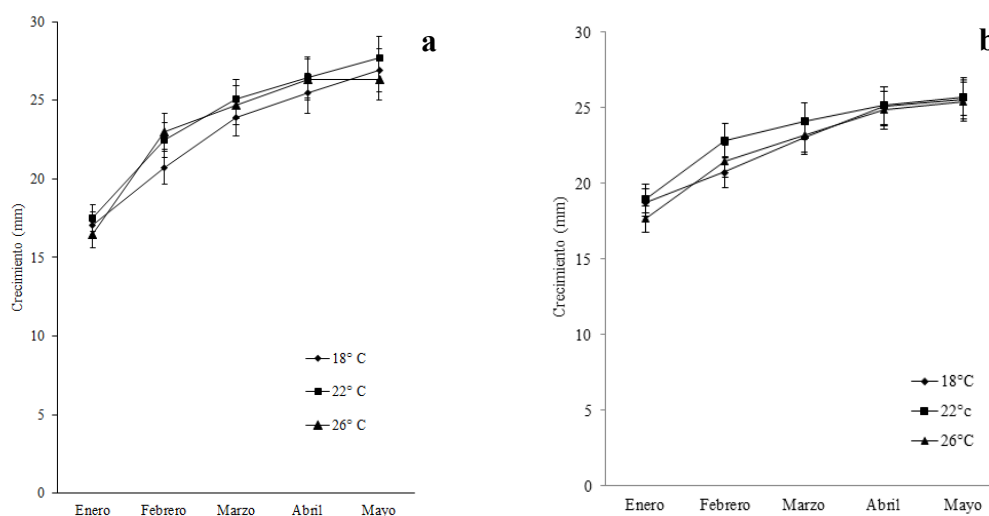 a
Crecimiento (mm)
30
25
20
15
10
5
0
18° C
22° C
26° C
Enero Febrero Marzo Abril Mayo
b
Crecimiento (mm)
30
25
20
15
10
5
0
18°C
22°c
26°C
Enero Febrero Marzo Abril Mayo